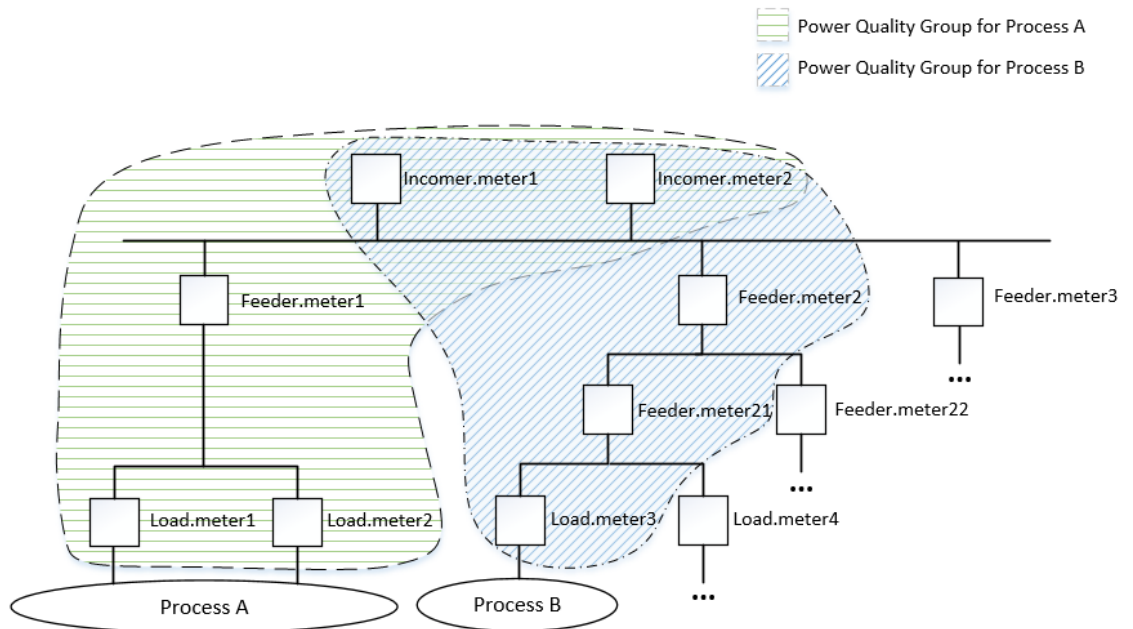 Power Quality Group for Process A
Power Quality Group for Process B
Incomer.meter1
Incomer.meter2
Feeder.meter1
Feeder.meter2
Feeder.meter3
...
Feeder.meter21
Feeder.meter22
...
Load.meter1
Load.meter2
Load.meter3
Load.meter4
...
Process A
Process B